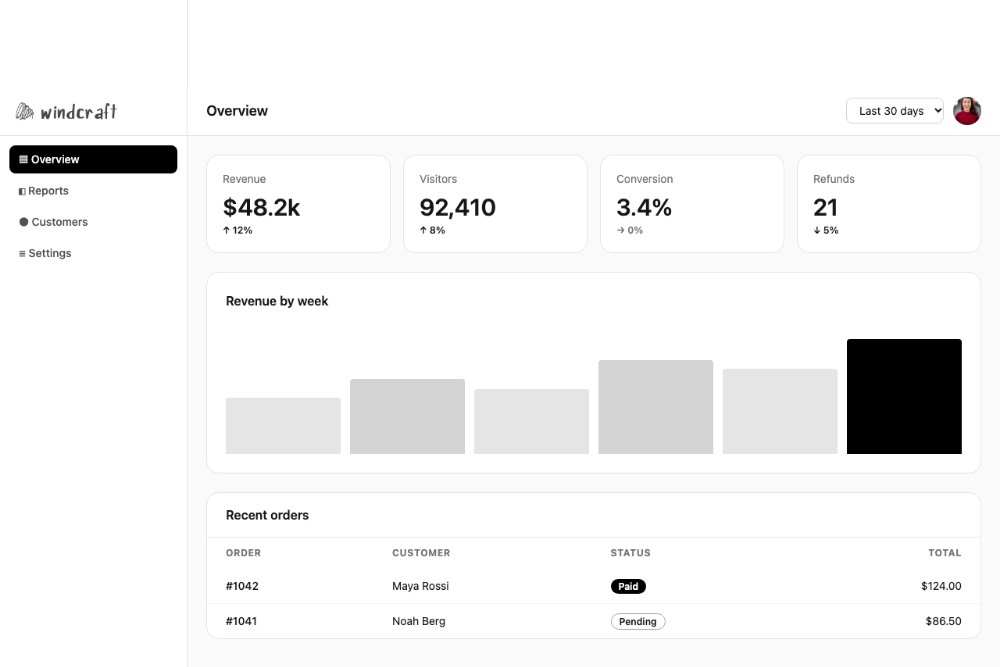 windcraft
Overview
Last 30 days
Overview
Reports
Customers
Settings
Revenue
$48.2k
↑ 12%
Visitors
92,410
↑ 8%
Conversion
3.4%
→ 0%
Refunds
21
↓ 5%
Revenue by week
Recent orders
ORDER CUSTOMER STATUS TOTAL
#1042 Maya Rossi Paid $124.00
#1041 Noah Berg Pending $86.50